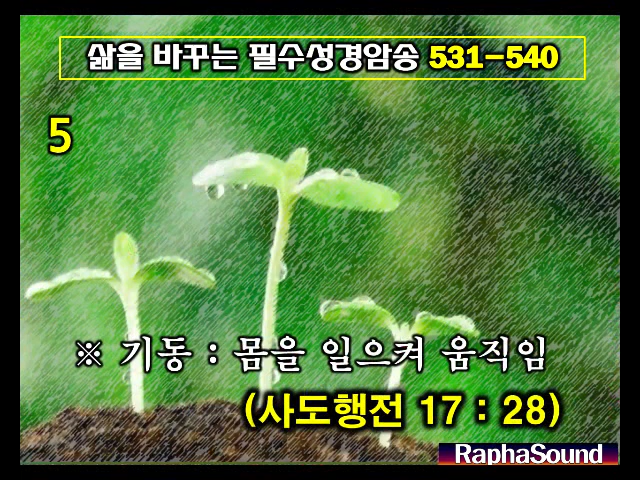 삶을 바꾸는 필수성경암송 531-540
5
※ 기동 : 몸을 일으켜 움직임
(사도행전 17 : 28)
RaphaSound